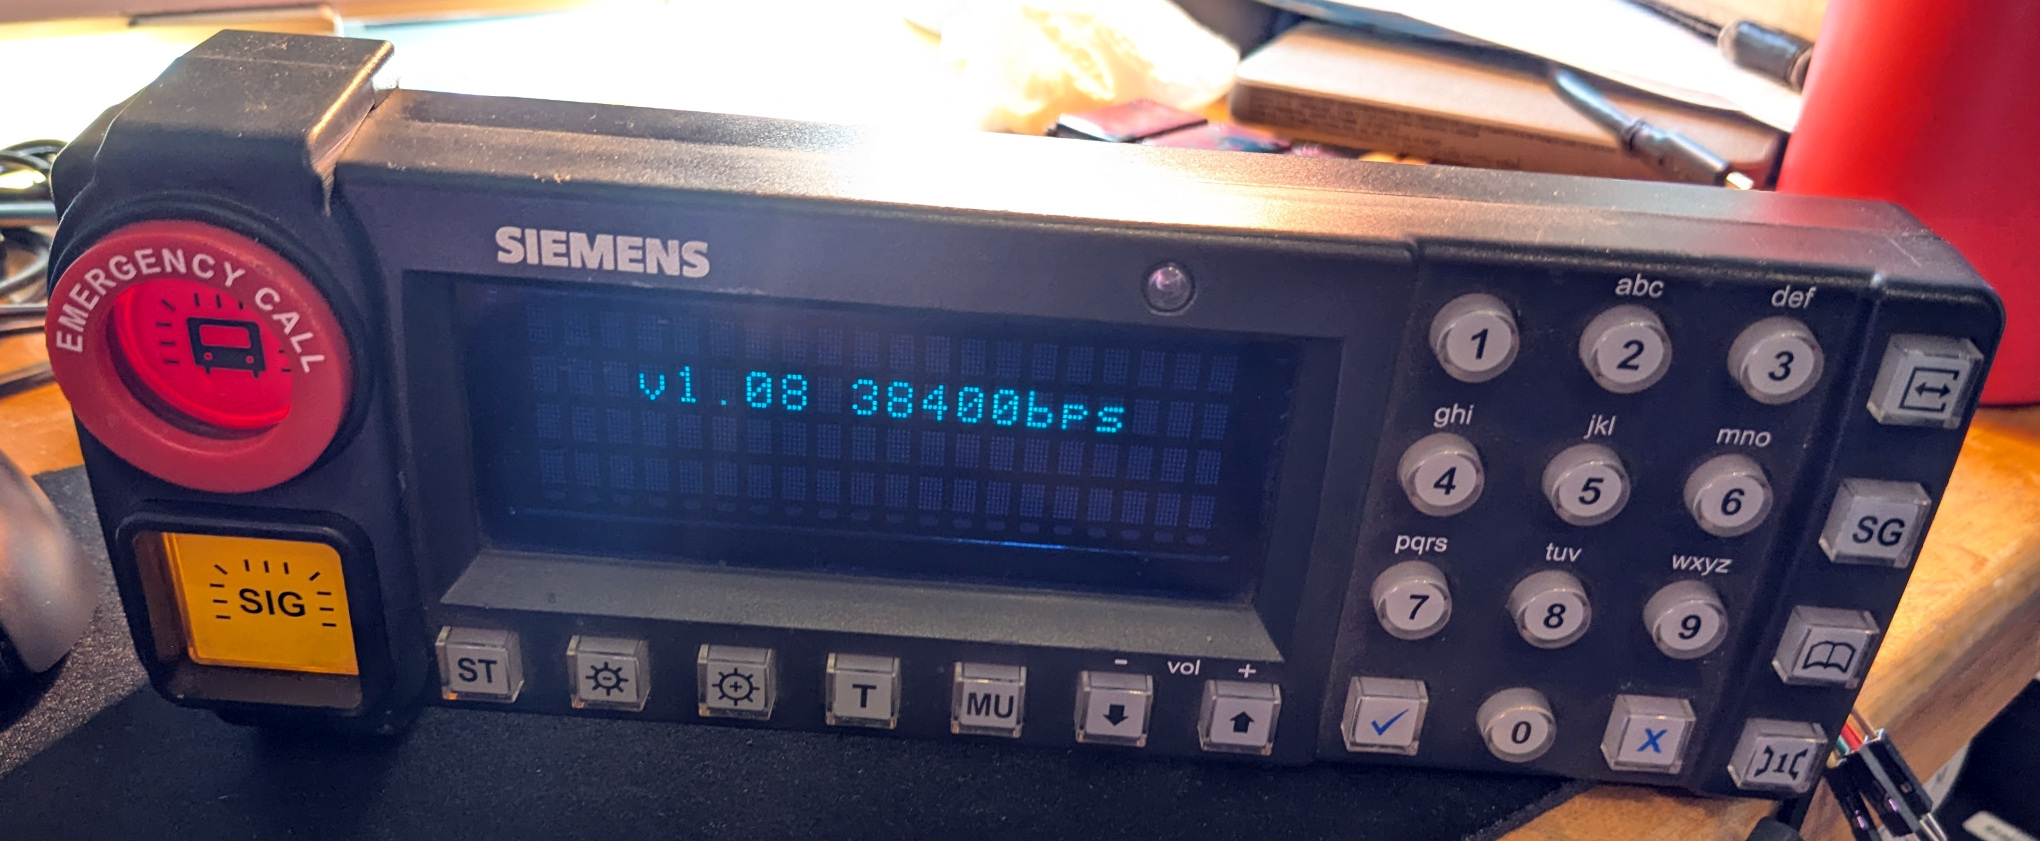 EMERGENCY CALL
SIEMENS
v1.08 38400bps
SIG
ST
T
MU
- vol +
abc def
1 2 3
ghi jkl mno
4 5 6
pqrs tuv wxyz
7 8 9
0 X
SG
1